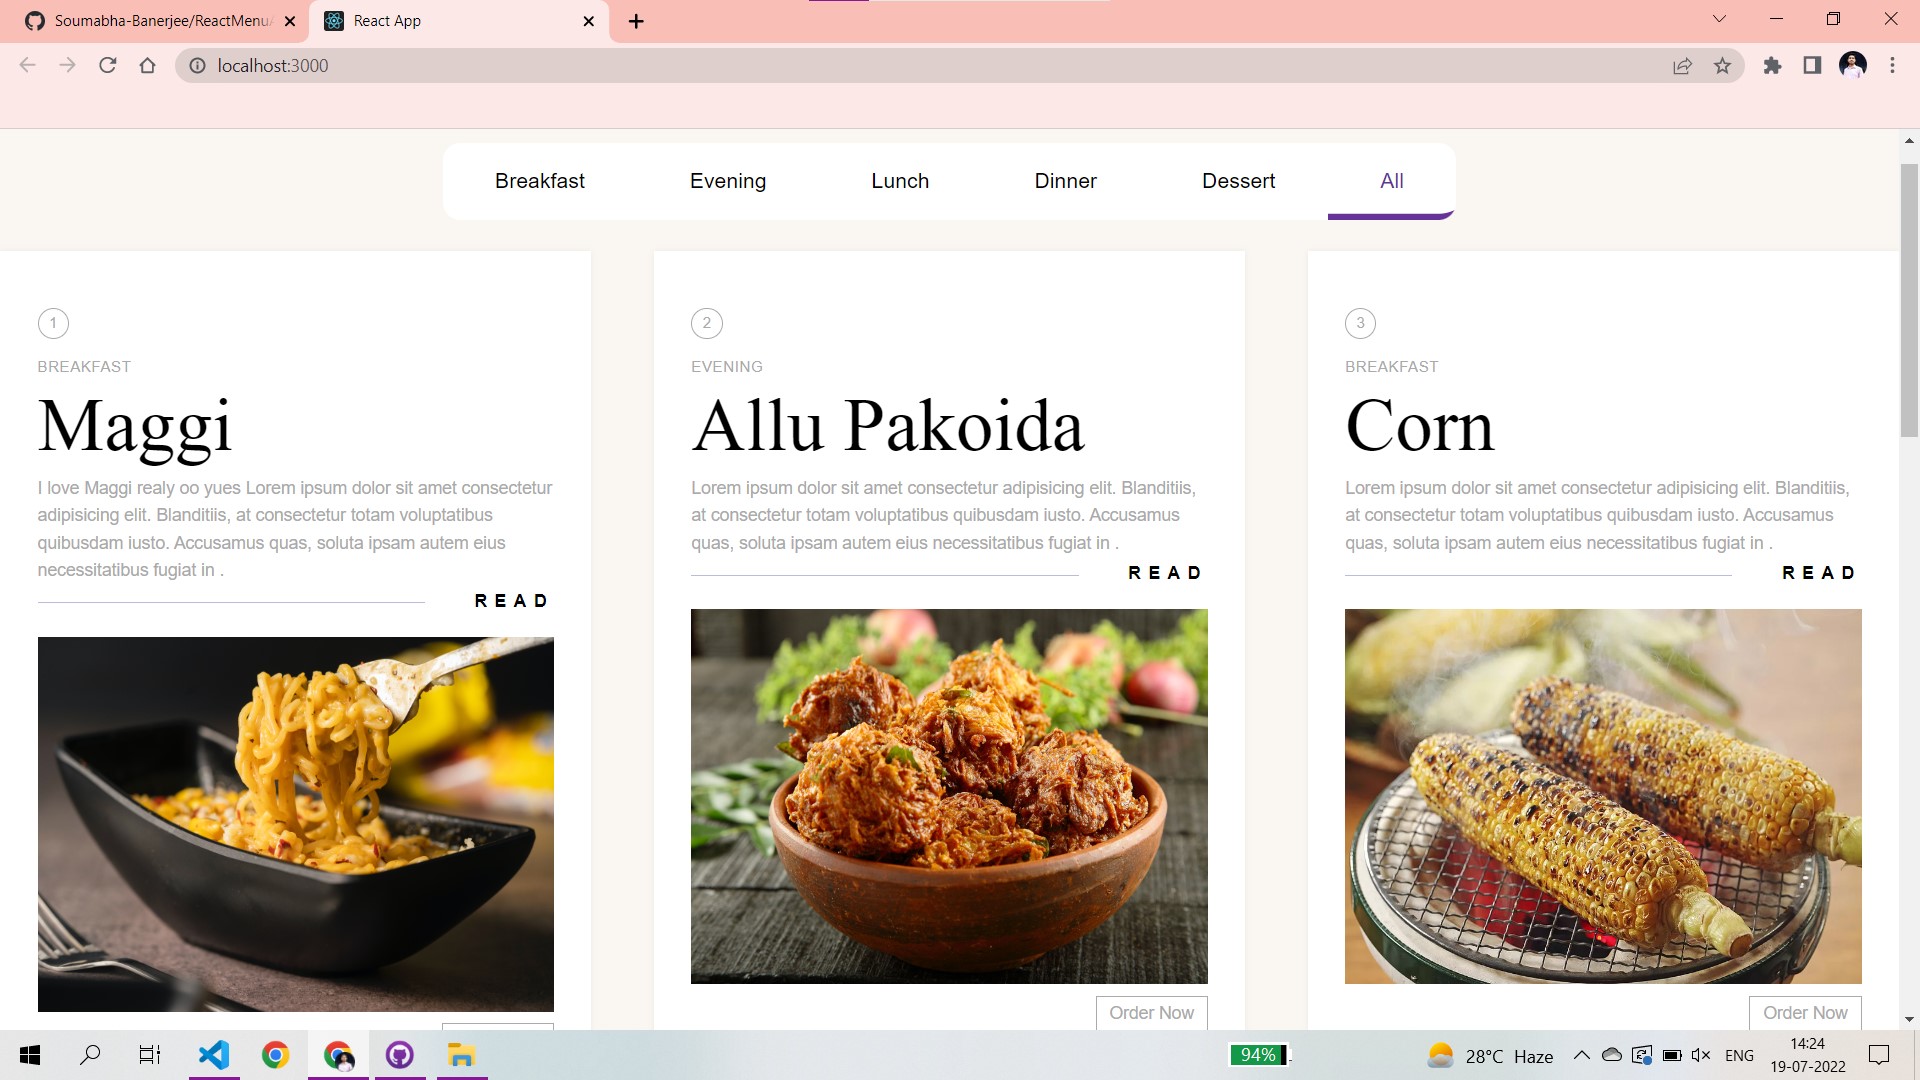 Soumabha-Banerjee/ReactMenu
React App
localhost:3000
Breakfast Evening Lunch Dinner Dessert All
1
BREAKFAST
Maggi
I love Maggi realy oo yues Lorem ipsum dolor sit amet consectetur
adipisicing elit. Blanditiis, at consectetur totam voluptatibus
quibusdam iusto. Accusamus quas, soluta ipsam autem eius
necessitatibus fugiat in .
READ
2
EVENING
Allu Pakoida
Lorem ipsum dolor sit amet consectetur adipisicing elit. Blanditiis,
at consectetur totam voluptatibus quibusdam iusto. Accusamus
quas, soluta ipsam autem eius necessitatibus fugiat in .
READ
Order Now
3
BREAKFAST
Corn
Lorem ipsum dolor sit amet consectetur adipisicing elit. Blanditiis,
at consectetur totam voluptatibus quibusdam iusto. Accusamus
quas, soluta ipsam autem eius necessitatibus fugiat in .
READ
Order Now
94%
28°C Haze
ENG
14:24
19-07-2022